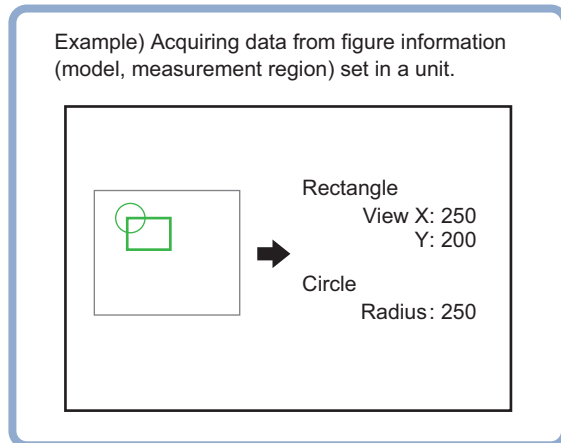 Example) Acquiring data from figure information
(model, measurement region) set in a unit.
Rectangle
View X: 250
Y: 200
Circle
Radius: 250